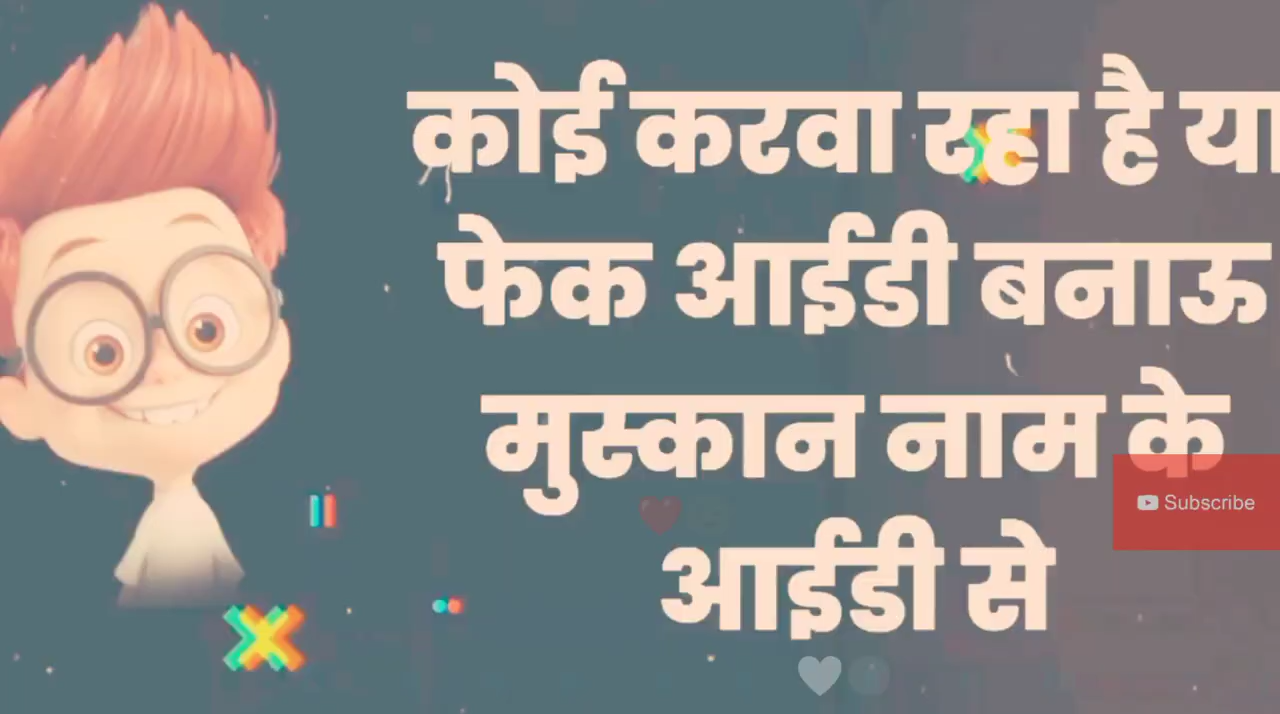 कोई करवा रहा है या
फेक आईडी बनाऊ
मुस्कान नाम के
Subscribe
आईडी से